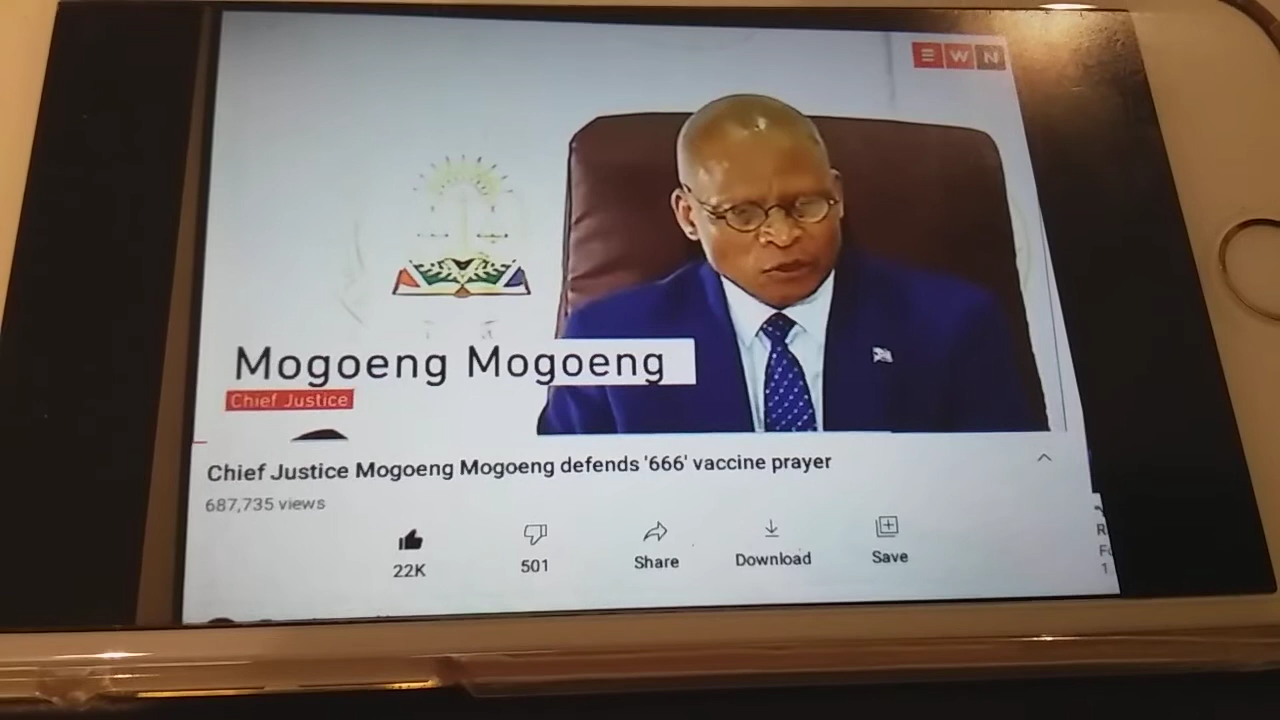 EWN
Mogoeng Mogoeng
Chief Justice
Chief Justice Mogoeng Mogoeng defends '666' vaccine prayer
687,735 views
22K
501
Share
Download
Save
R
1